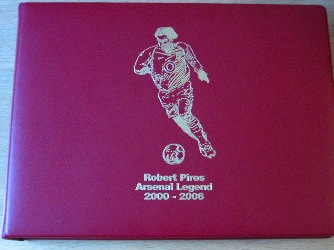 Robert Pires
Arsenal Legend
2000 - 2006